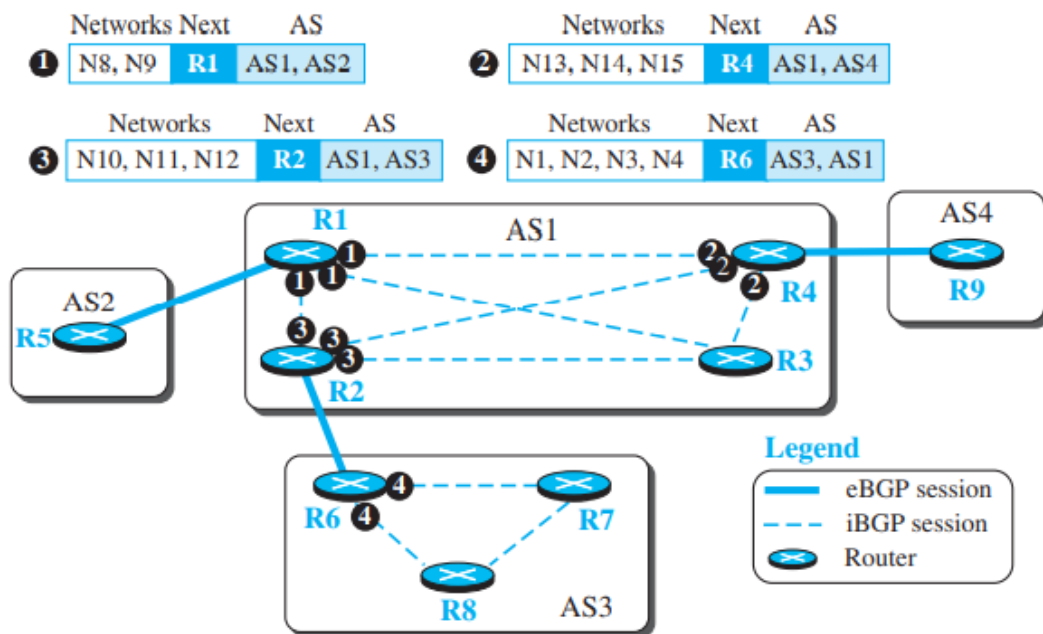 Networks Next AS
1 N8, N9 R1 AS1, AS2
Networks Next AS
2 N13, N14, N15 R4 AS1, AS4
Networks Next AS
3 N10, N11, N12 R2 AS1, AS3
Networks Next AS
4 N1, N2, N3, N4 R6 AS3, AS1
R1
AS1
AS4
1
1
1
2
2
2
R4
R9
AS2
R5
3
3
3
R2
R3
Legend
eBGP session
iBGP session
Router
4
4
R6
R7
R8
AS3